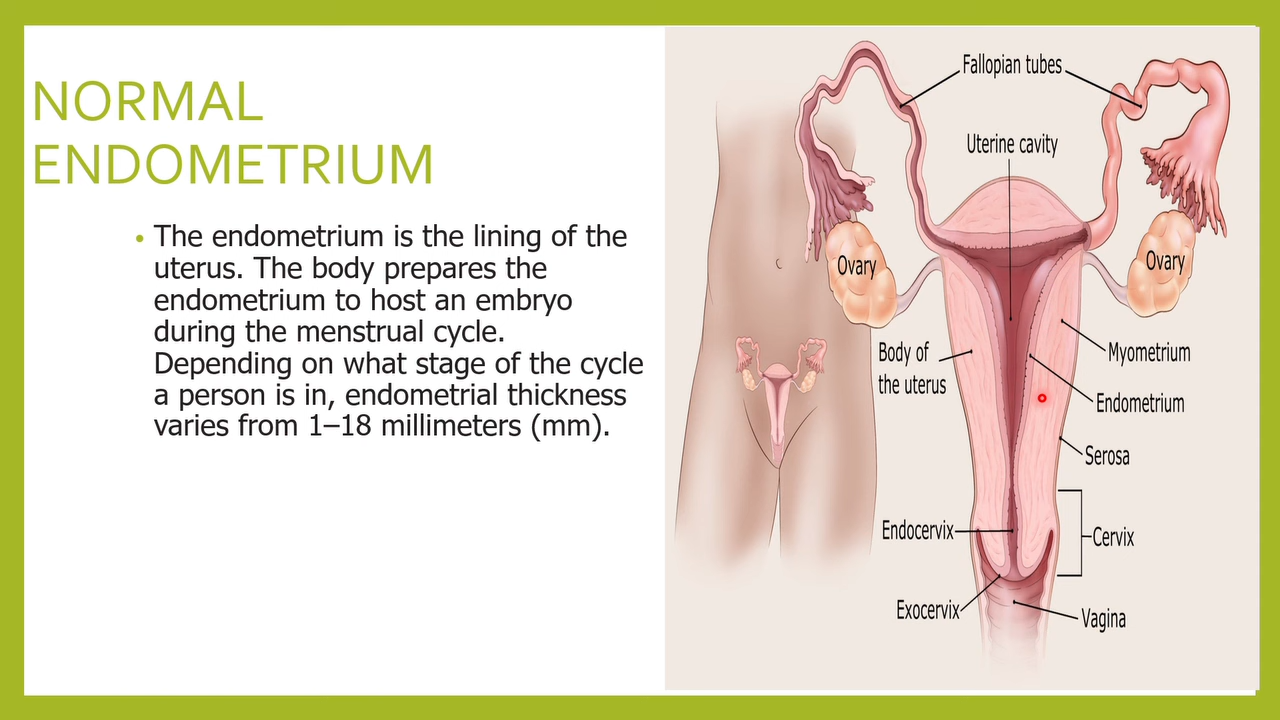 NORMAL
ENDOMETRIUM
• The endometrium is the lining of the
uterus. The body prepares the
endometrium to host an embryo
during the menstrual cycle.
Depending on what stage of the cycle
a person is in, endometrial thickness
varies from 1–18 millimeters (mm).
Fallopian tubes
Uterine cavity
Ovary
Ovary
Body of
the uterus
Myometrium
Endometrium
Serosa
Endocervix
Cervix
Exocervix
Vagina